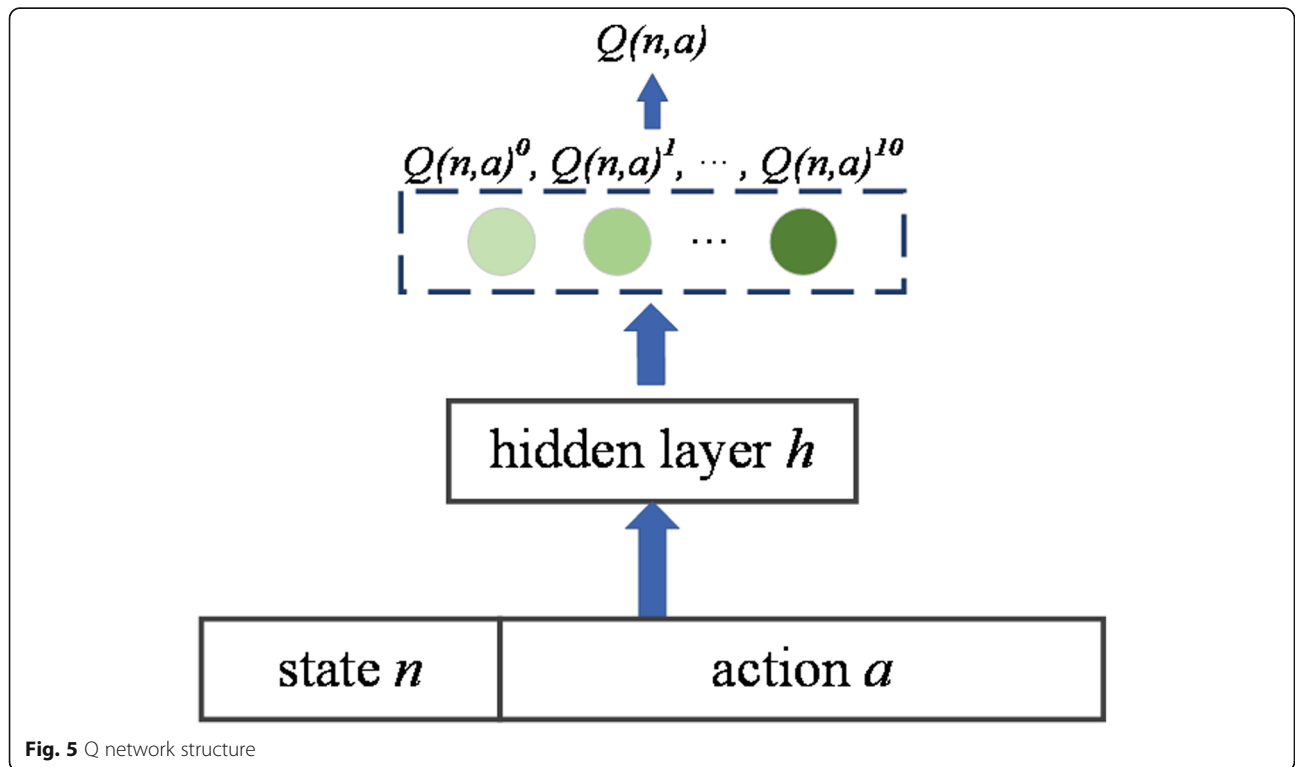 Q(n,a)
Q(n,a)⁰, Q(n,a)¹, ··· , Q(n,a)¹⁰
···
hidden layer h
state n action a
Fig. 5 Q network structure